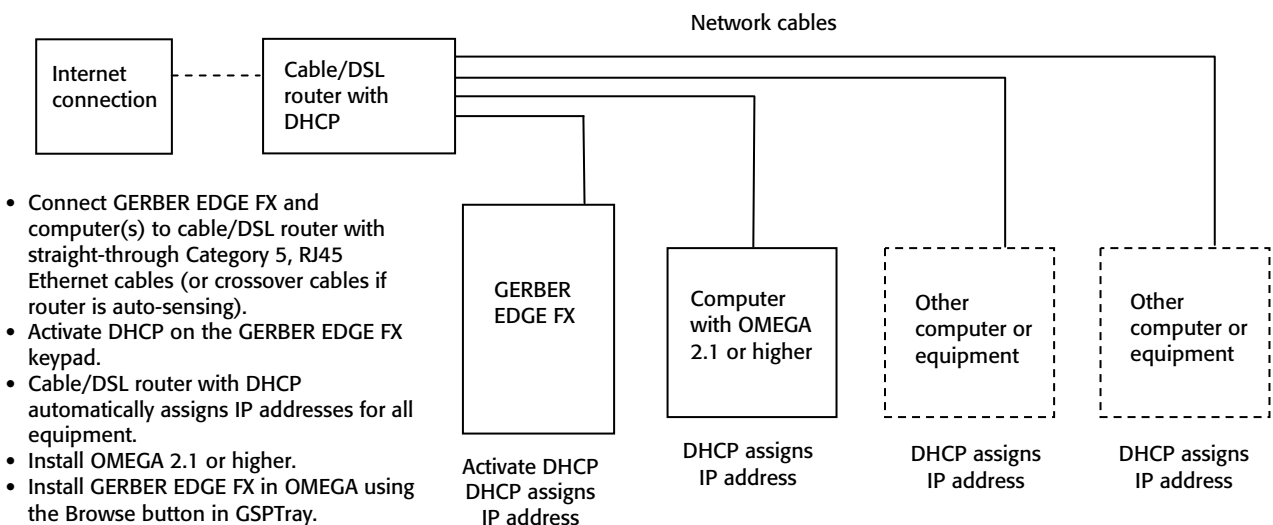 Network cables
Internet
connection
Cable/DSL
router with
DHCP
• Connect GERBER EDGE FX and
computer(s) to cable/DSL router with
straight-through Category 5, RJ45
Ethernet cables (or crossover cables if
router is auto-sensing).
• Activate DHCP on the GERBER EDGE FX
keypad.
• Cable/DSL router with DHCP
automatically assigns IP addresses for all
equipment.
• Install OMEGA 2.1 or higher.
• Install GERBER EDGE FX in OMEGA using
the Browse button in GSPTray.
GERBER
EDGE FX
Activate DHCP
DHCP assigns
IP address
Computer
with OMEGA
2.1 or higher
DHCP assigns
IP address
Other
computer or
equipment
DHCP assigns
IP address
Other
computer or
equipment
DHCP assigns
IP address